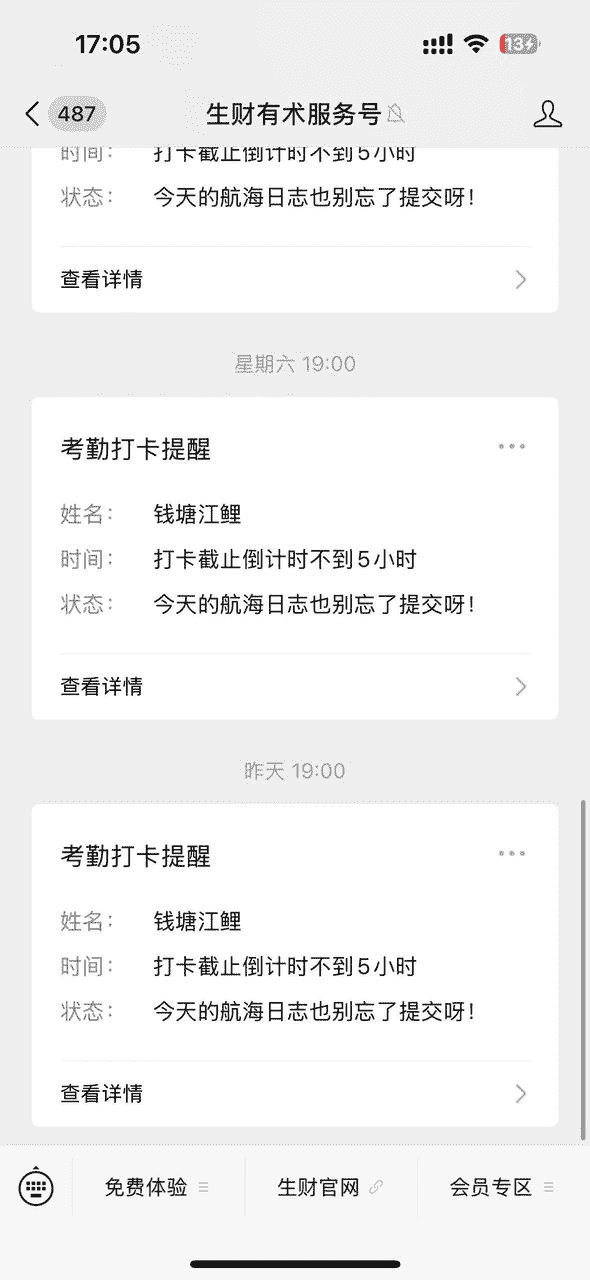 17:05
13
487
生财有术服务号
时间： 打卡截止倒计时不到5小时
状态： 今天的航海日志也别忘了提交呀！
查看详情
星期六 19:00
考勤打卡提醒
姓名： 钱塘江鲤
时间： 打卡截止倒计时不到5小时
状态： 今天的航海日志也别忘了提交呀！
查看详情
昨天 19:00
考勤打卡提醒
姓名： 钱塘江鲤
时间： 打卡截止倒计时不到5小时
状态： 今天的航海日志也别忘了提交呀！
查看详情
免费体验
生财官网
会员专区